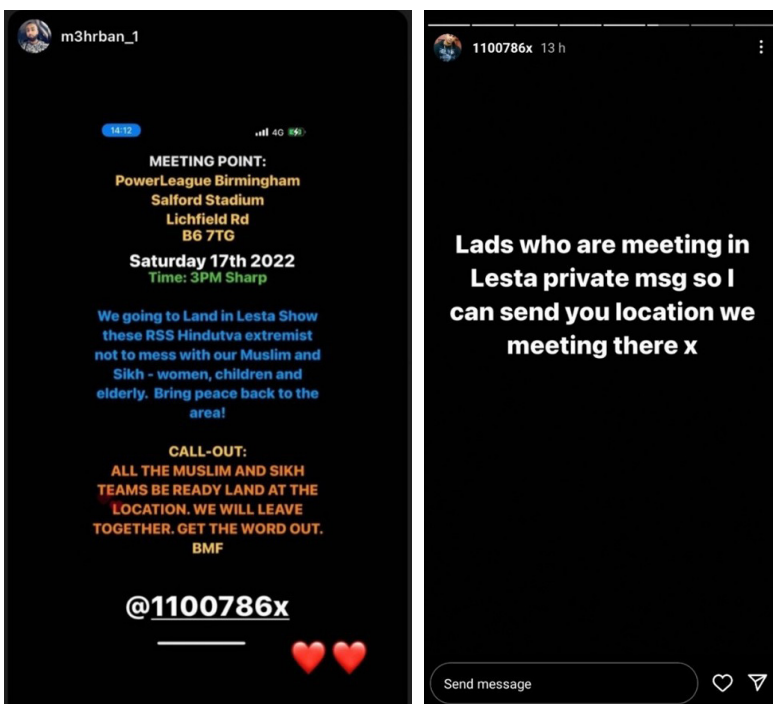 m3hrban_1
14:12
4G
MEETING POINT:
PowerLeague Birmingham
Salford Stadium
Lichfield Rd
B6 7TG
Saturday 17th 2022
Time: 3PM Sharp
We going to Land in Lesta Show
these RSS Hindutva extremist
not to mess with our Muslim and
Sikh - women, children and
elderly. Bring peace back to the
area!
CALL-OUT:
ALL THE MUSLIM AND SIKH
TEAMS BE READY LAND AT THE
LOCATION. WE WILL LEAVE
TOGETHER. GET THE WORD OUT.
BMF
@1100786x
1100786x 13 h
Lads who are meeting in
Lesta private msg so I
can send you location we
meeting there x
Send message